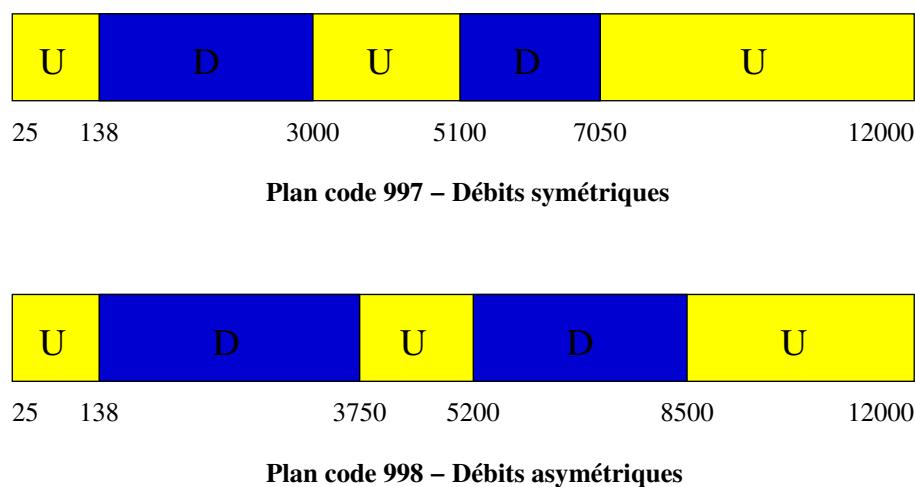 U D U D U
25 138 3000 5100 7050 12000
Plan code 997 − Débits symétriques
U D U D U
25 138 3750 5200 8500 12000
Plan code 998 − Débits asymétriques